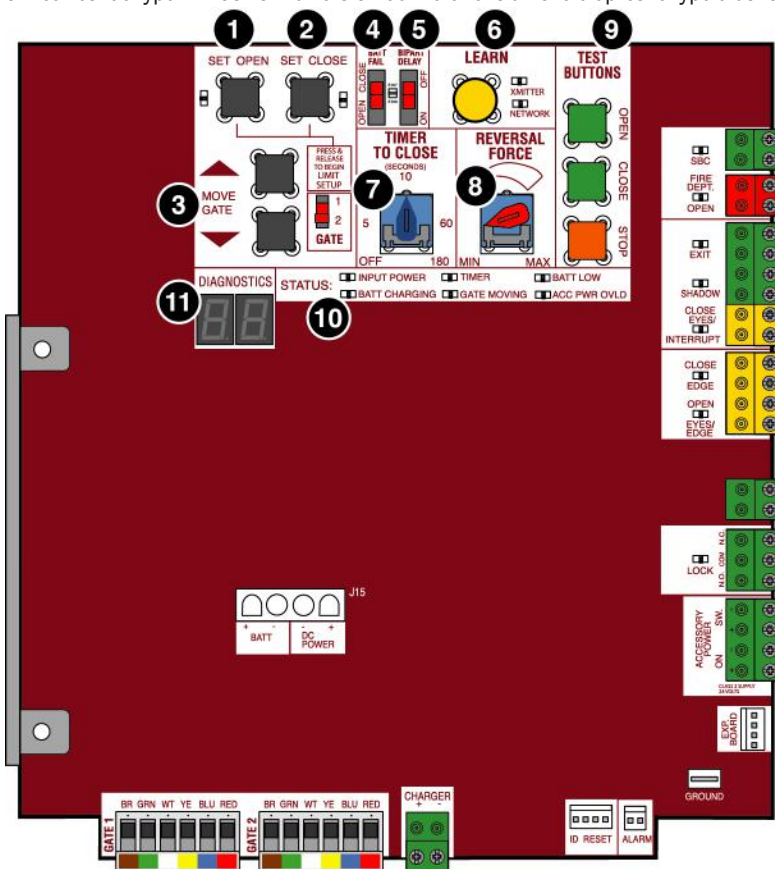 1
2
4
5
6
9
SET OPEN
SET CLOSE
BATT
FAIL
BIPART
DELAY
OPEN CLOSE
ON OFF
LEARN
XMITTER
NETWORK
TEST
BUTTONS
OPEN
CLOSE
STOP
PRESS &
RELEASE
TO BEGIN
LIMIT
SETUP
3
MOVE
GATE
1
2
GATE
TIMER
TO CLOSE
(SECONDS)
10
7
5
60
OFF
180
REVERSAL
FORCE
8
MIN
MAX
11
DIAGNOSTICS
88
10
STATUS:
INPUT POWER
TIMER
BATT LOW
BATT CHARGING
GATE MOVING
ACC PWR OVLD
SBC
FIRE
DEPT.
OPEN
EXIT
SHADOW
CLOSE
EYES/
INTERRUPT
CLOSE
EDGE
OPEN
EYES/
EDGE
LOCK
N.C.
COM
N.O.
ACCESSORY
POWER
ON SW.
CLASS 2 SUPPLY
24 VOLTS
EXP.
BOARD
GROUND
J15
+ - - +
BATT
DC
POWER
GATE 1
BR GRN WT YE BLU RED
GATE 2
BR GRN WT YE BLU RED
CHARGER
+ -
ID RESET
ALARM